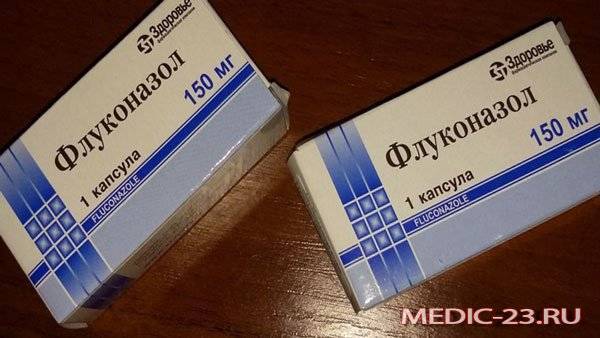 Здоровье
Флуконазол
150 мг
1 капсула
FLUCONAZOLE
Здоровье
Флуконазол
150 мг
1 капсула
FLUCONAZOLE
MEDIC-23.RU